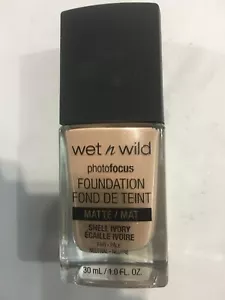 wet n wild
photofocus
FOUNDATION
FOND DE TEINT
MATTE / MAT
SHELL IVORY
ÉCAILLE IVOIRE
30 mL / 1.0 FL. OZ.